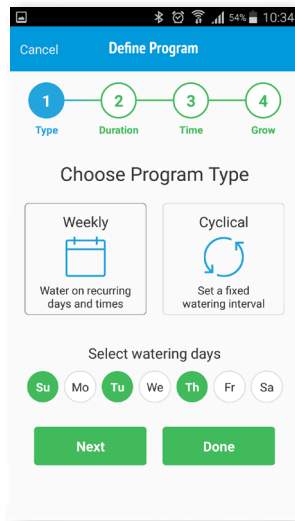 54% 10:34
Cancel Define Program
1 2 3 4
Type Duration Time Grow
Choose Program Type
Weekly Cyclical
Water on recurring Set a fixed
days and times watering interval
Select watering days
Su Mo Tu We Th Fr Sa
Next Done